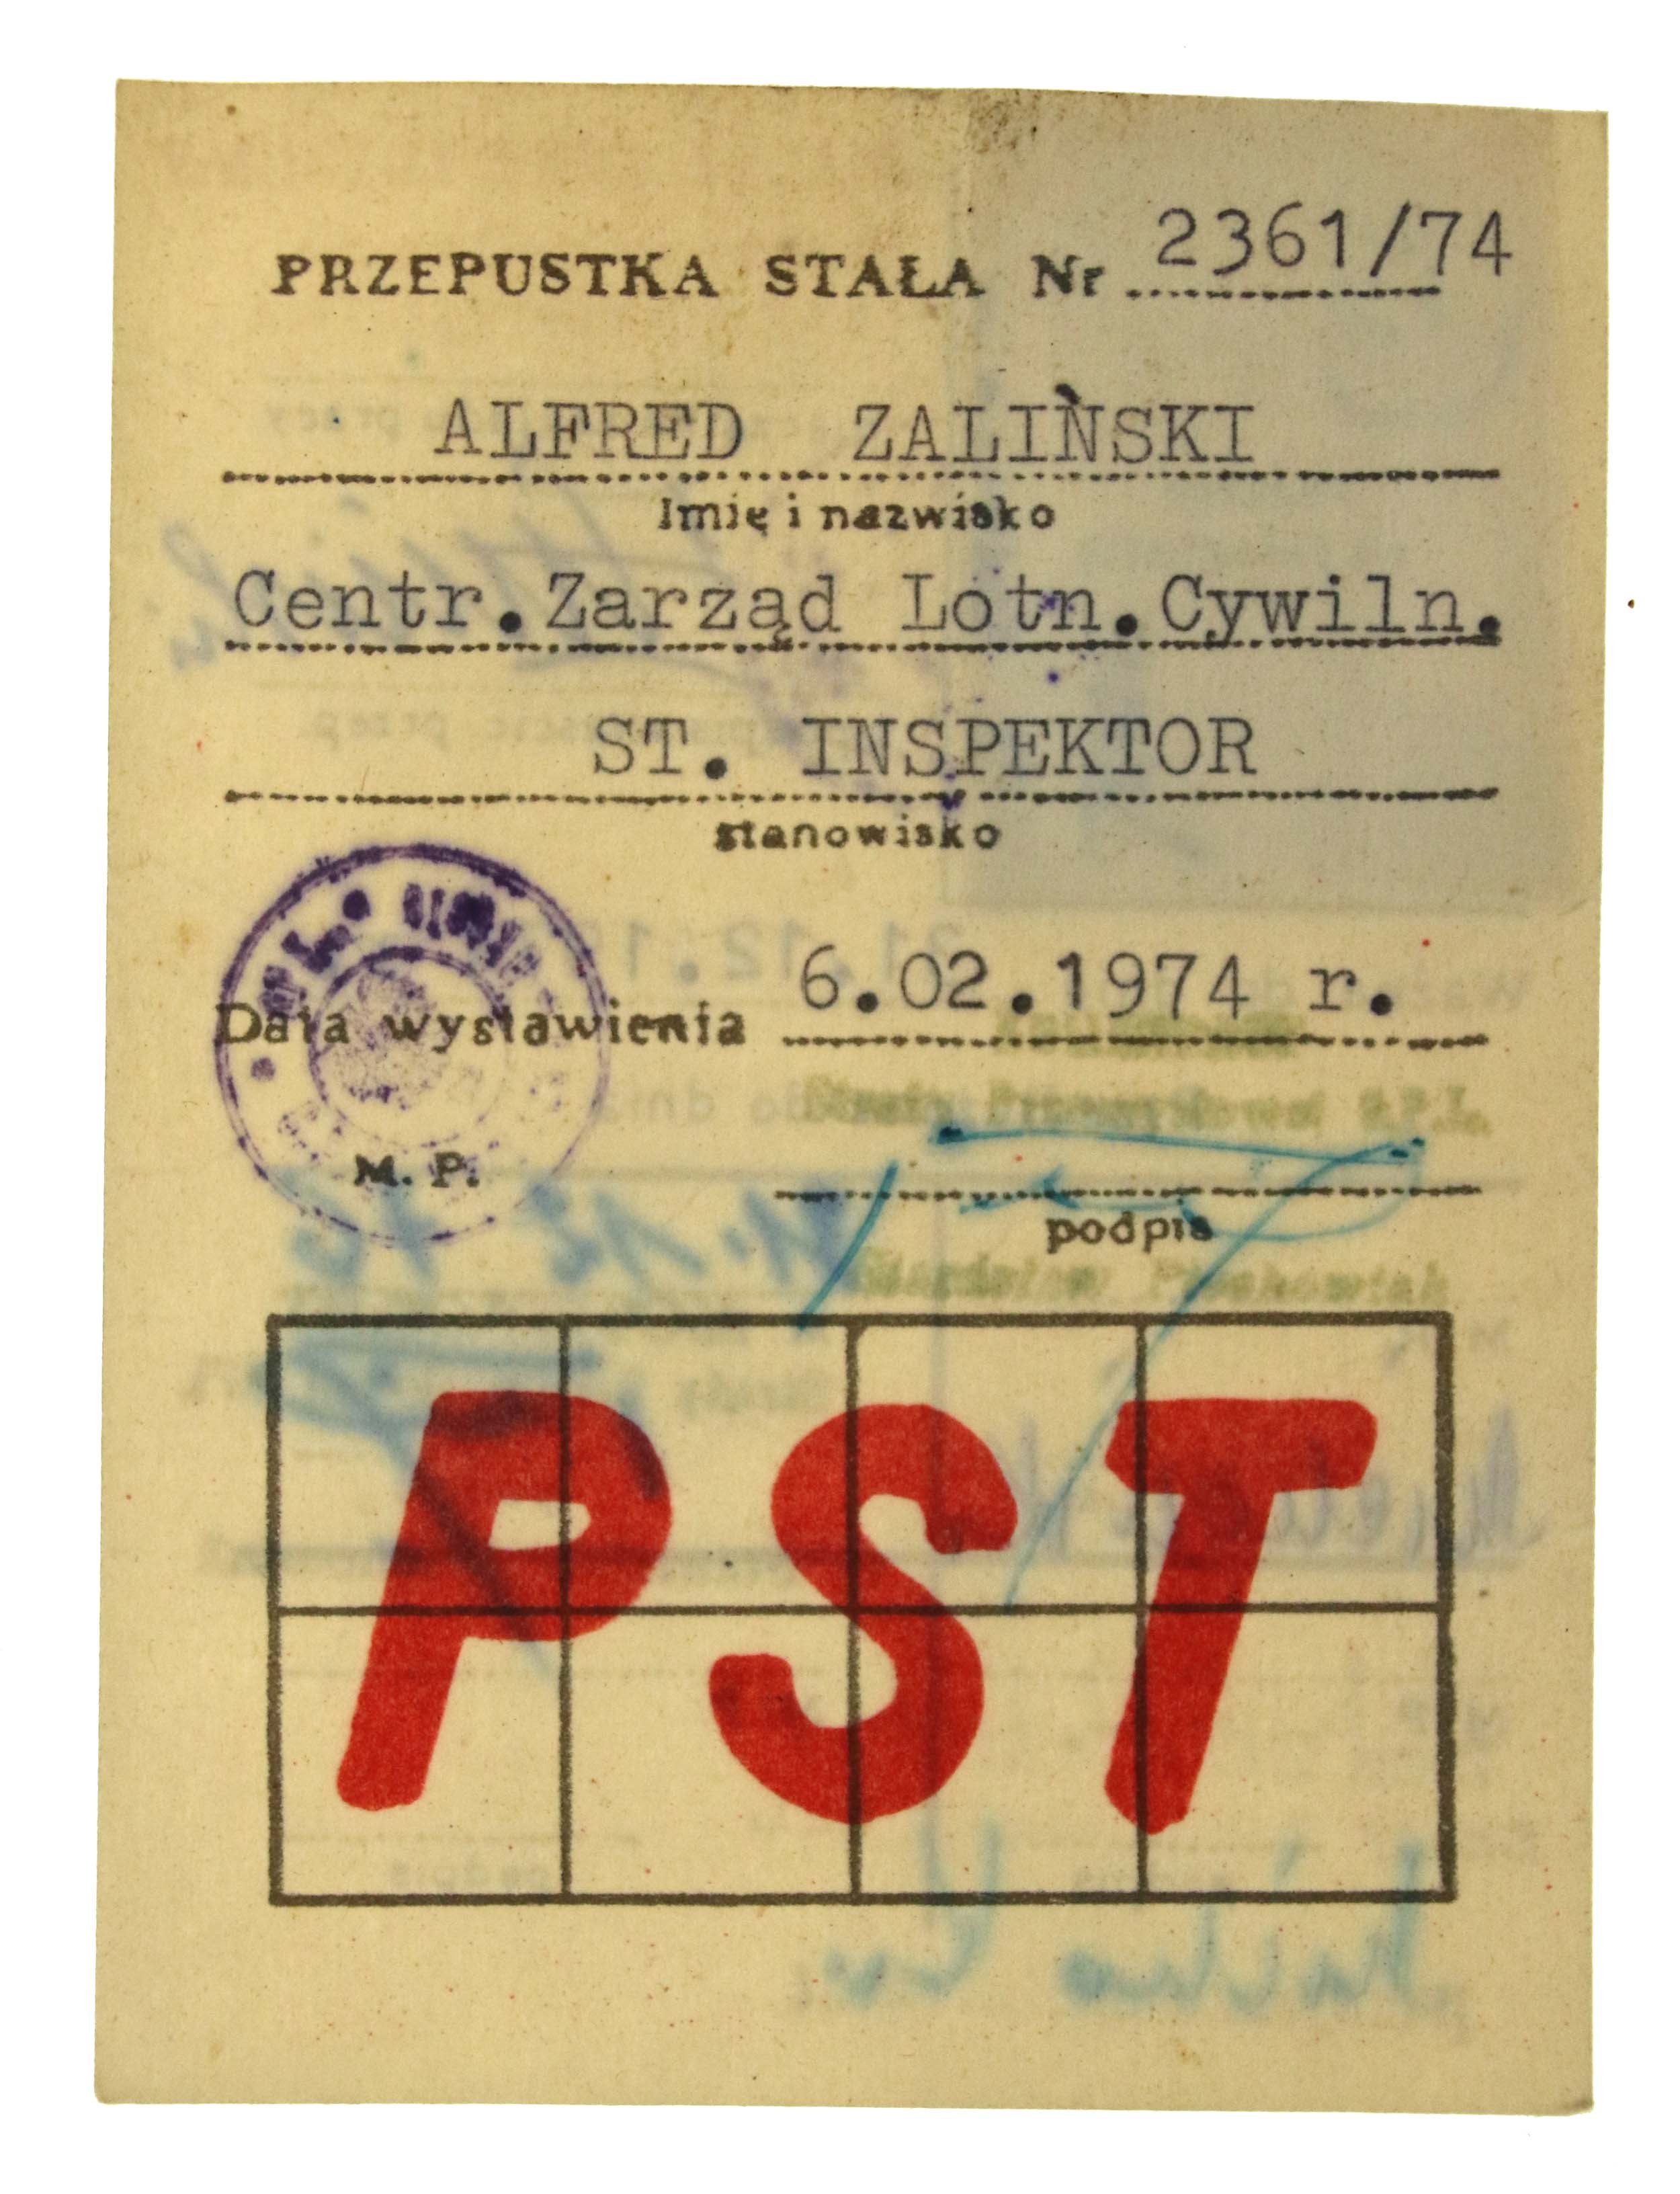 PRZEPUSTKA STAŁA Nr 2361/74
ALFRED ZALIŃSKI
Imię i nazwisko
Centr.Zarząd Lotn.Cywiln.
ST. INSPEKTOR
stanowisko
Data wystawienia 6.02.1974 r.
M. P.
podpis
PST